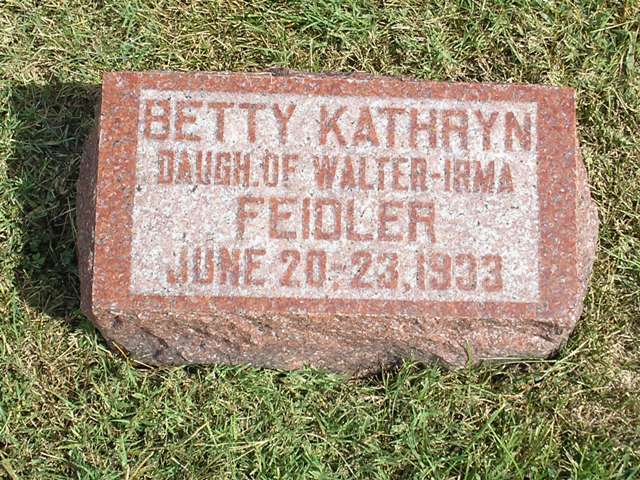 BETTY KATHRYN
DAUGH. OF WALTER-IRMA
FEIDLER
JUNE 20-23, 1933